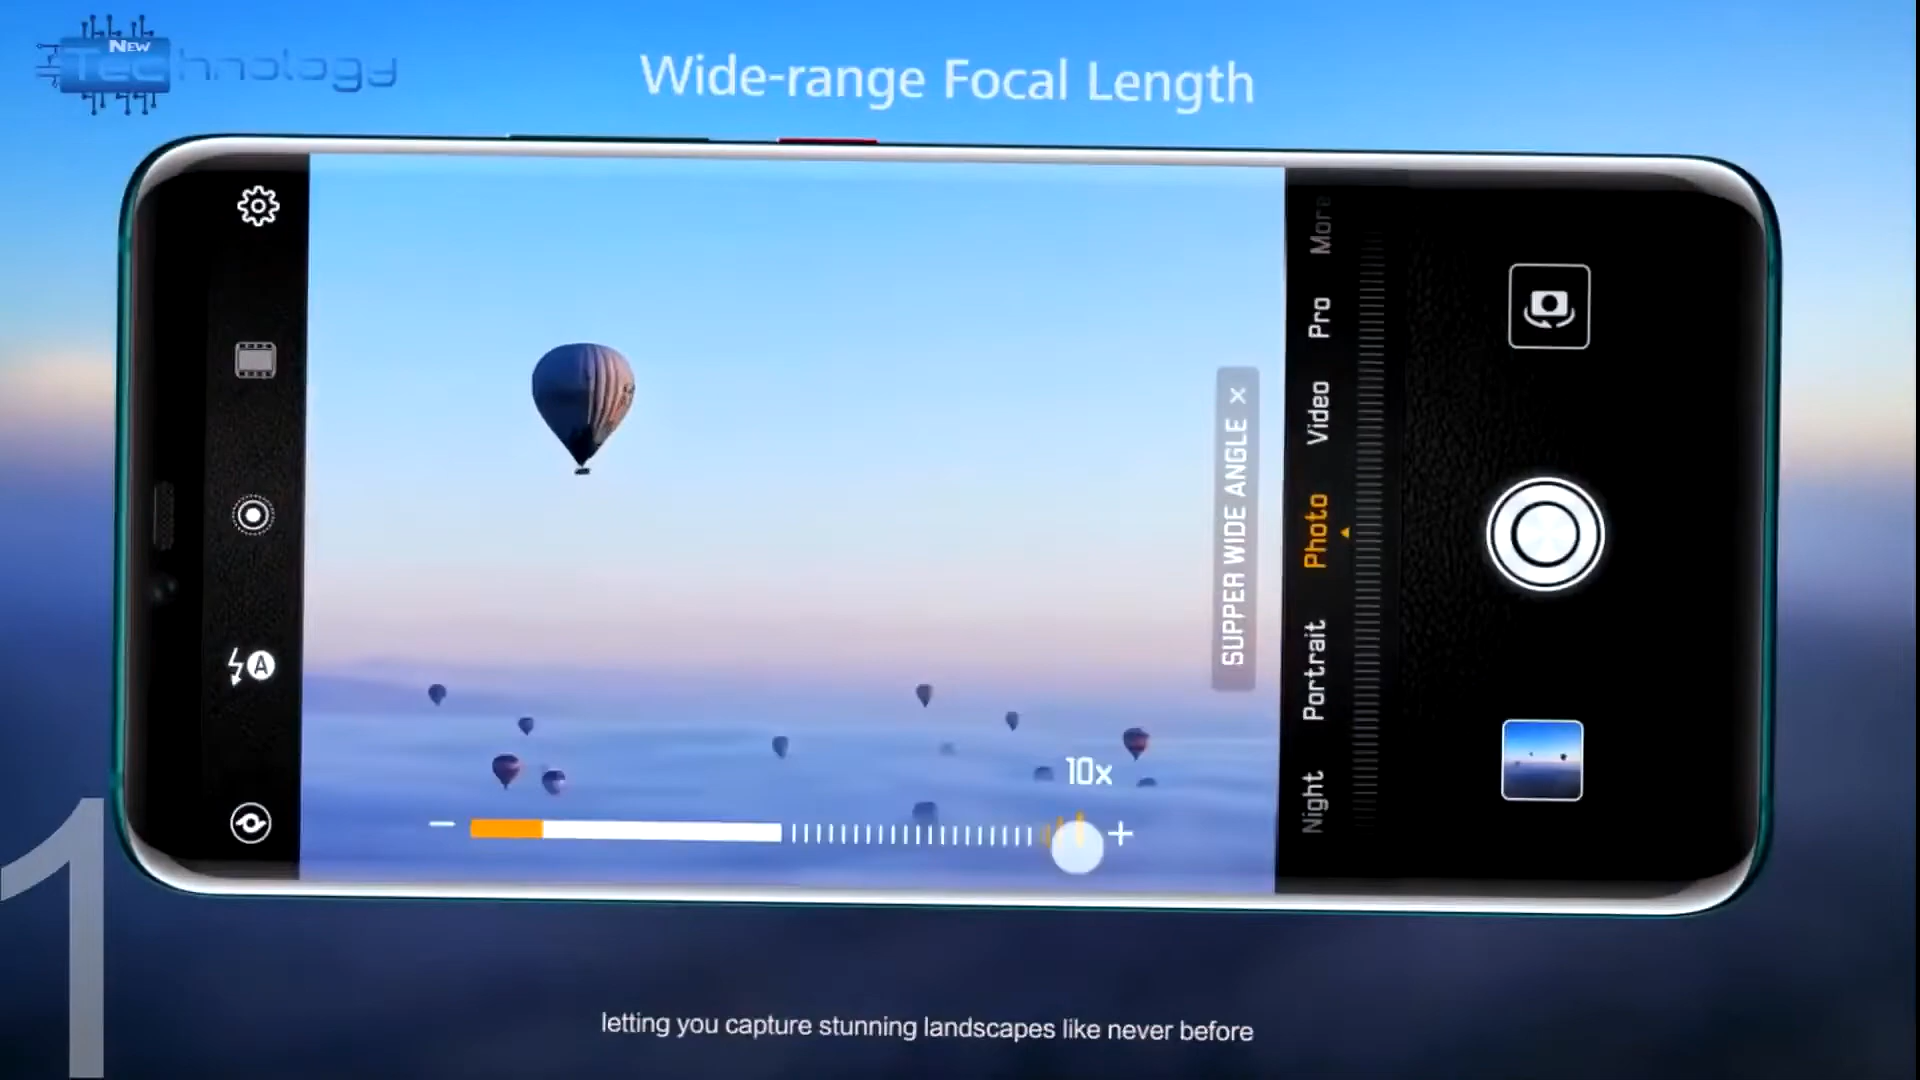 New
Technology
Wide-range Focal Length
More
Pro
Video
Photo
Portrait
Night
SUPPER WIDE ANGLE ×
A
10x
− +
1
letting you capture stunning landscapes like never before